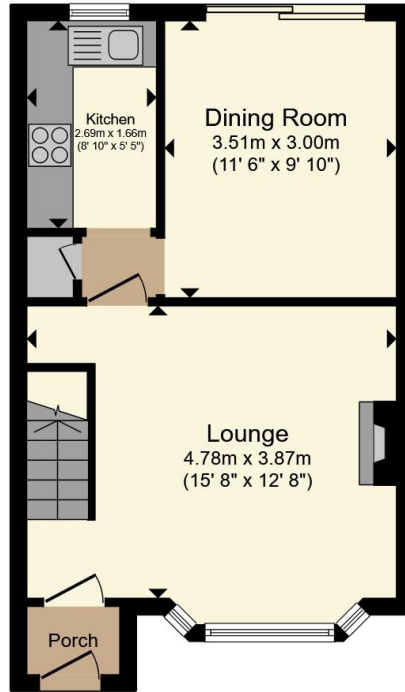 Kitchen
2.69m x 1.66m
(8' 10" x 5' 5")
Dining Room
3.51m x 3.00m
(11' 6" x 9' 10")
Lounge
4.78m x 3.87m
(15' 8" x 12' 8")
Porch